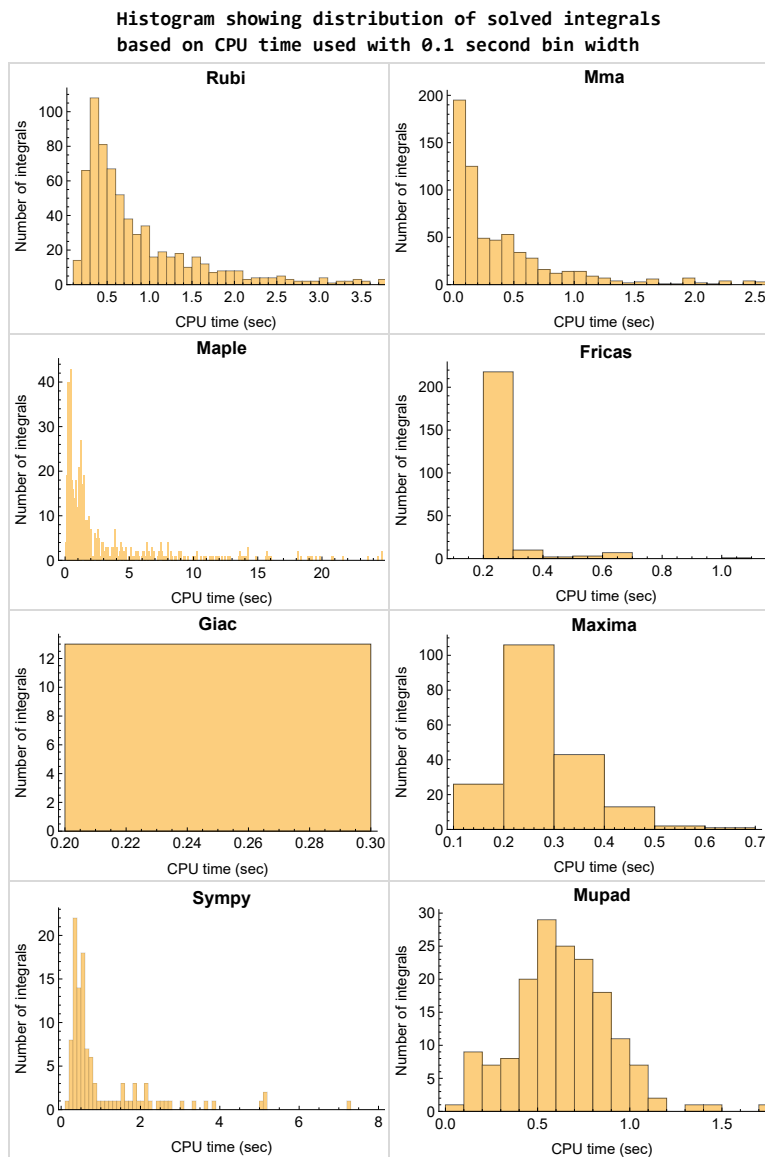 Histogram showing distribution of solved integrals
based on CPU time used with 0.1 second bin width
Rubi
Number of integrals
100
80
60
40
20
0
0.5 1.0 1.5 2.0 2.5 3.0 3.5
CPU time (sec)
Mma
Number of integrals
200
150
100
50
0
0.0 0.5 1.0 1.5 2.0 2.5
CPU time (sec)
Maple
Number of integrals
40
30
20
10
0
0 5 10 15 20
CPU time (sec)
Fricas
Number of integrals
200
150
100
50
0
0.2 0.4 0.6 0.8 1.0
CPU time (sec)
Giac
Number of integrals
12
10
8
6
4
2
0
0.20 0.22 0.24 0.26 0.28 0.30
CPU time (sec)
Maxima
Number of integrals
100
80
60
40
20
0
0.1 0.2 0.3 0.4 0.5 0.6 0.7
CPU time (sec)
Sympy
Number of integrals
20
15
10
5
0
0 2 4 6 8
CPU time (sec)
Mupad
Number of integrals
30
25
20
15
10
5
0
0.0 0.5 1.0 1.5
CPU time (sec)